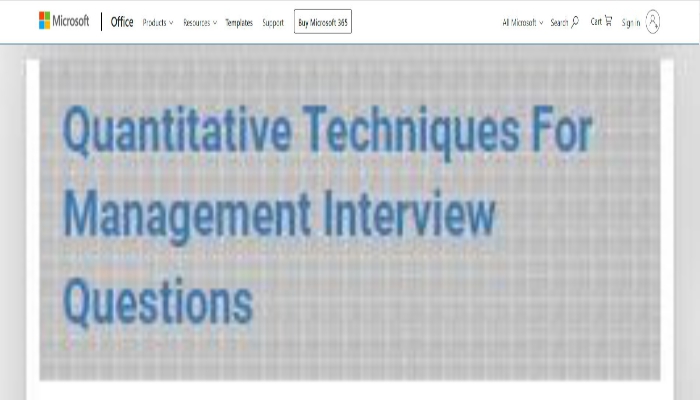 Microsoft Office Products Resources Templates Support Buy Microsoft 365 All Microsoft Search Cart Sign in
Quantitative Techniques For
Management Interview
Questions